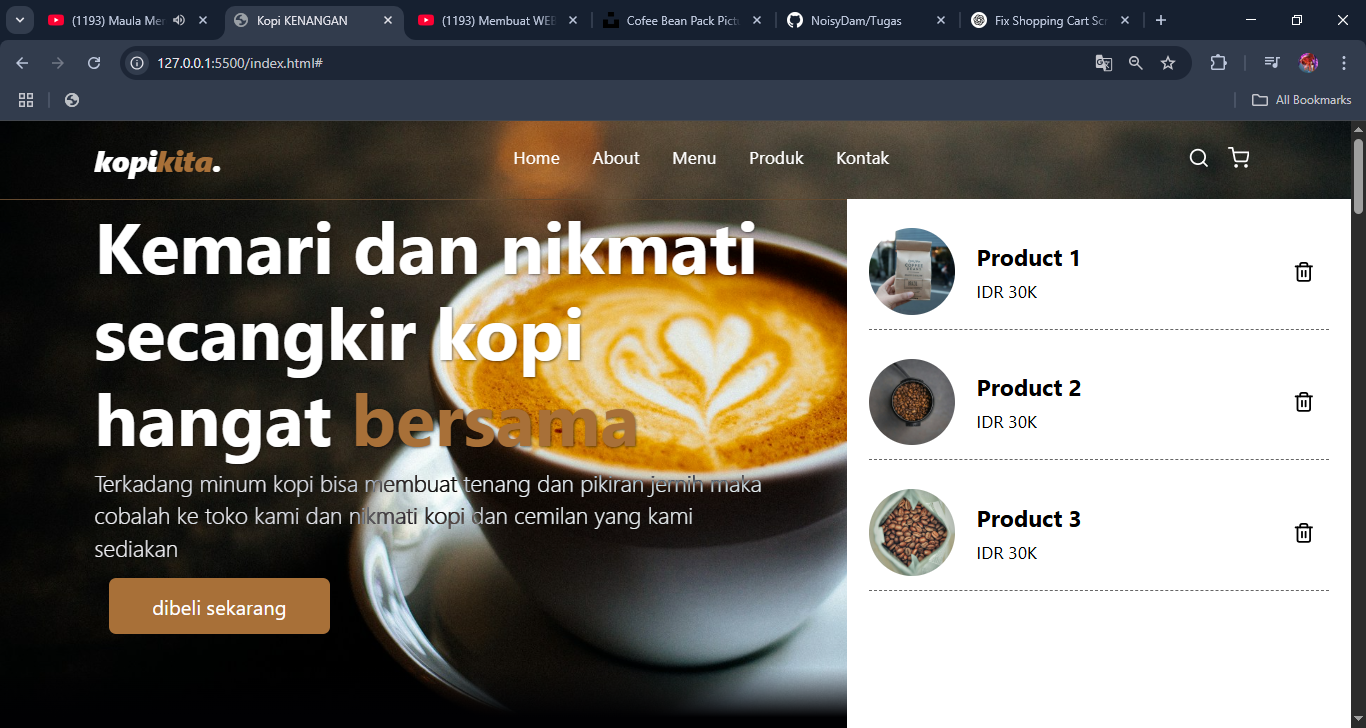 (1193) Maula Mer
Kopi KENANGAN
(1193) Membuat WEB
Cofee Bean Pack Pict
NoisyDam/Tugas
Fix Shopping Cart Scr
127.0.0.1:5500/index.html#
All Bookmarks
kopikita.
Home
About
Menu
Produk
Kontak
Kemari dan nikmati
secangkir kopi
hangat bersama
Terkadang minum kopi bisa membuat tenang dan pikiran jernih maka
cobalah ke toko kami dan nikmati kopi dan cemilan yang kami
sediakan
dibeli sekarang
Product 1
IDR 30K
Product 2
IDR 30K
Product 3
IDR 30K